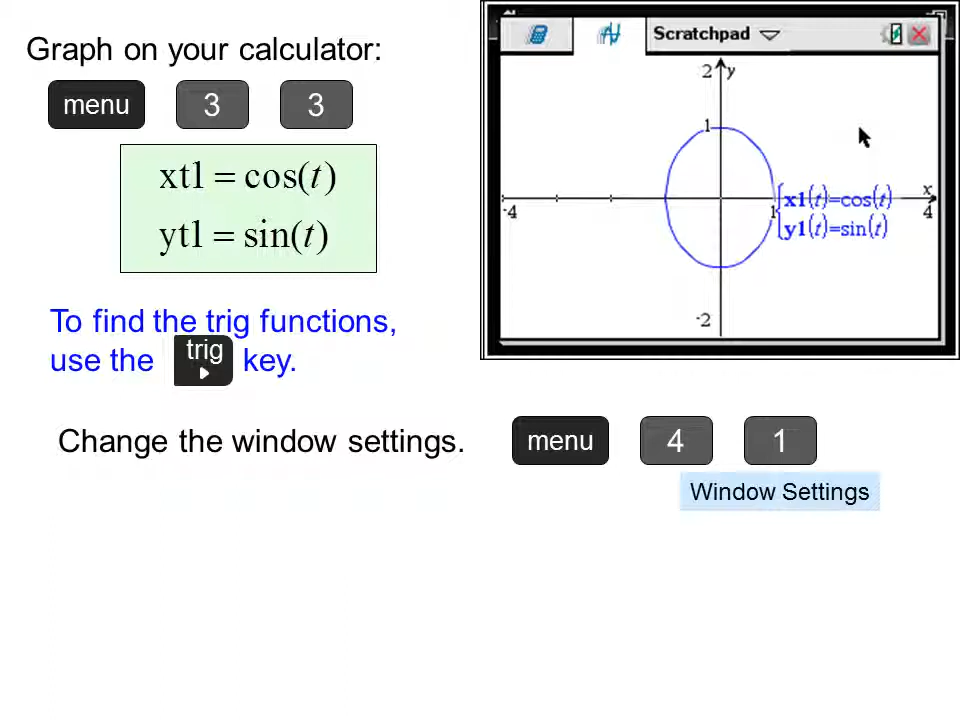 Graph on your calculator:
menu 3 3
xt1 = cos(t)
yt1 = sin(t)
To find the trig functions,
use the trig key.
Change the window settings. menu 4 1
Window Settings
Scratchpad
2 y
1
-4 1 x 4
x1(t)=cos(t)
y1(t)=sin(t)
-2